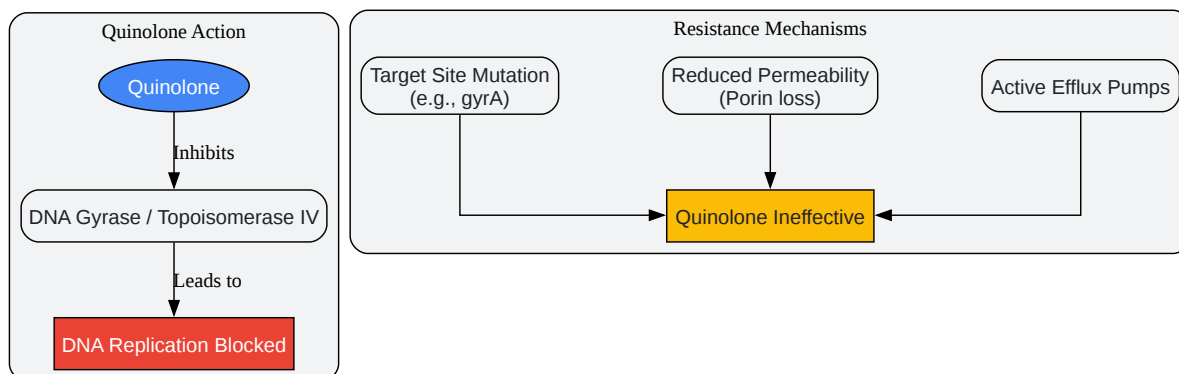 Quinolone Action
Quinolone
Inhibits
DNA Gyrase / Topoisomerase IV
Leads to
DNA Replication Blocked
Resistance Mechanisms
Target Site Mutation
(e.g., gyrA)
Reduced Permeability
(Porin loss)
Active Efflux Pumps
Quinolone Ineffective